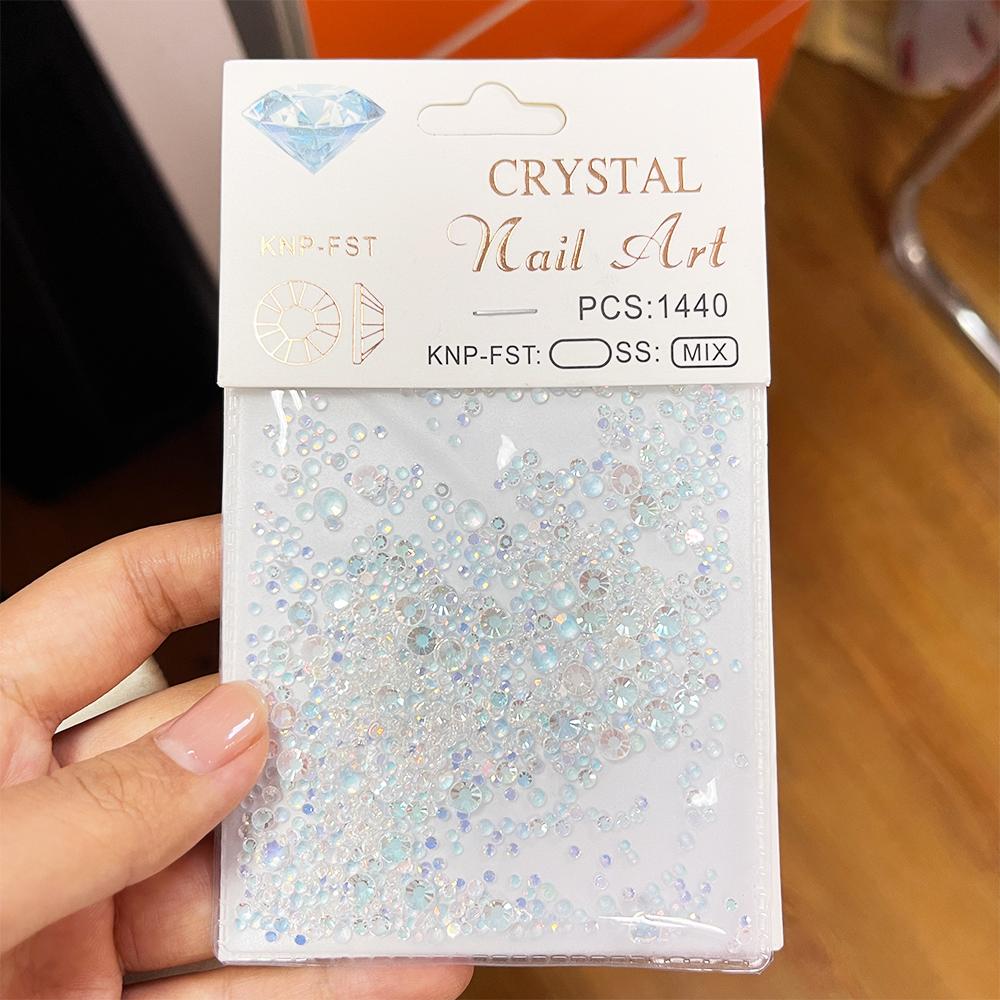 CRYSTAL
Nail Art
KNP-FST
PCS:1440
KNP-FST: SS: MIX